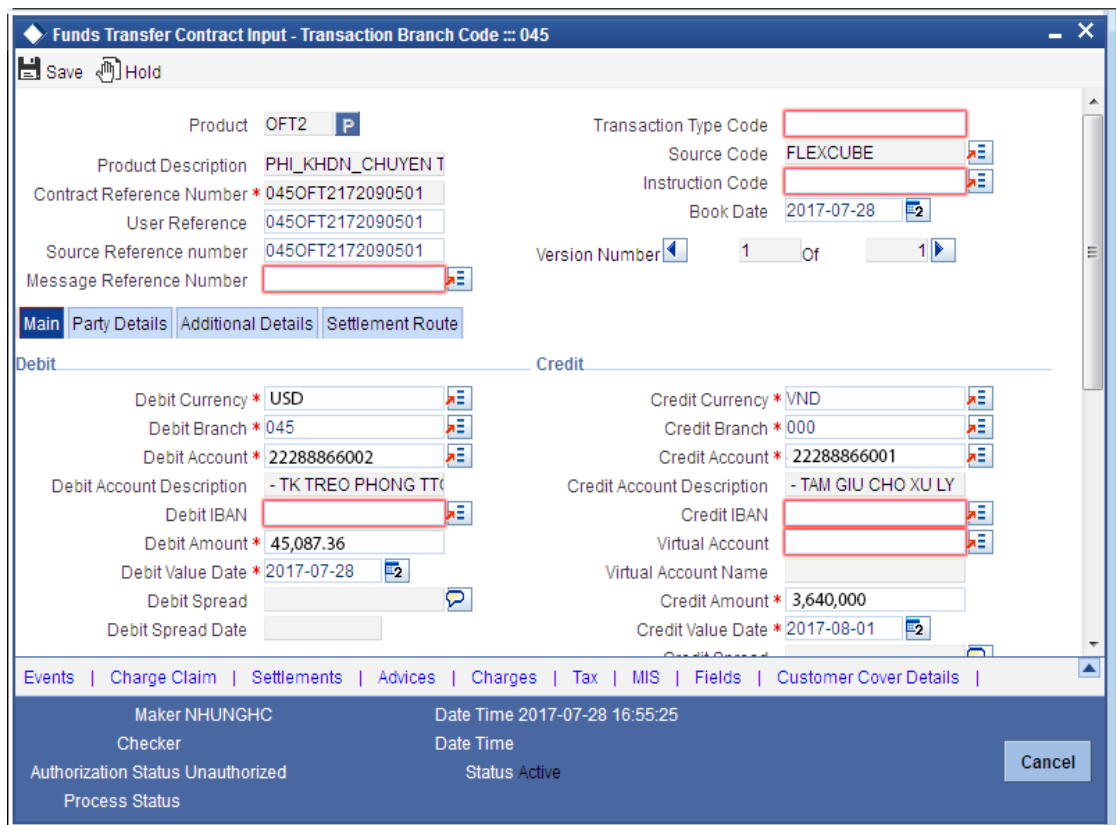 Funds Transfer Contract Input - Transaction Branch Code ::: 045
Save Hold
Product OFT2 P
Product Description PHI_KHDN_CHUYEN T
Contract Reference Number * 045OFT2172090501
User Reference 045OFT2172090501
Source Reference number 045OFT2172090501
Message Reference Number
Transaction Type Code
Source Code FLEXCUBE
Instruction Code
Book Date 2017-07-28
Version Number 1 Of 1
Main Party Details Additional Details Settlement Route
Debit
Debit Currency * USD
Debit Branch * 045
Debit Account * 22288866002
Debit Account Description - TK TREO PHONG TT
Debit IBAN
Debit Amount * 45,087.36
Debit Value Date * 2017-07-28
Debit Spread
Debit Spread Date
Credit
Credit Currency * VND
Credit Branch * 000
Credit Account * 22288866001
Credit Account Description - TAM GIU CHO XU LY
Credit IBAN
Virtual Account
Virtual Account Name
Credit Amount * 3,640,000
Credit Value Date * 2017-08-01
Credit Spread
Events | Charge Claim | Settlements | Advices | Charges | Tax | MIS | Fields | Customer Cover Details |
Maker NHUNGHC Date Time 2017-07-28 16:55:25
Checker Date Time
Authorization Status Unauthorized Status Active
Process Status
Cancel